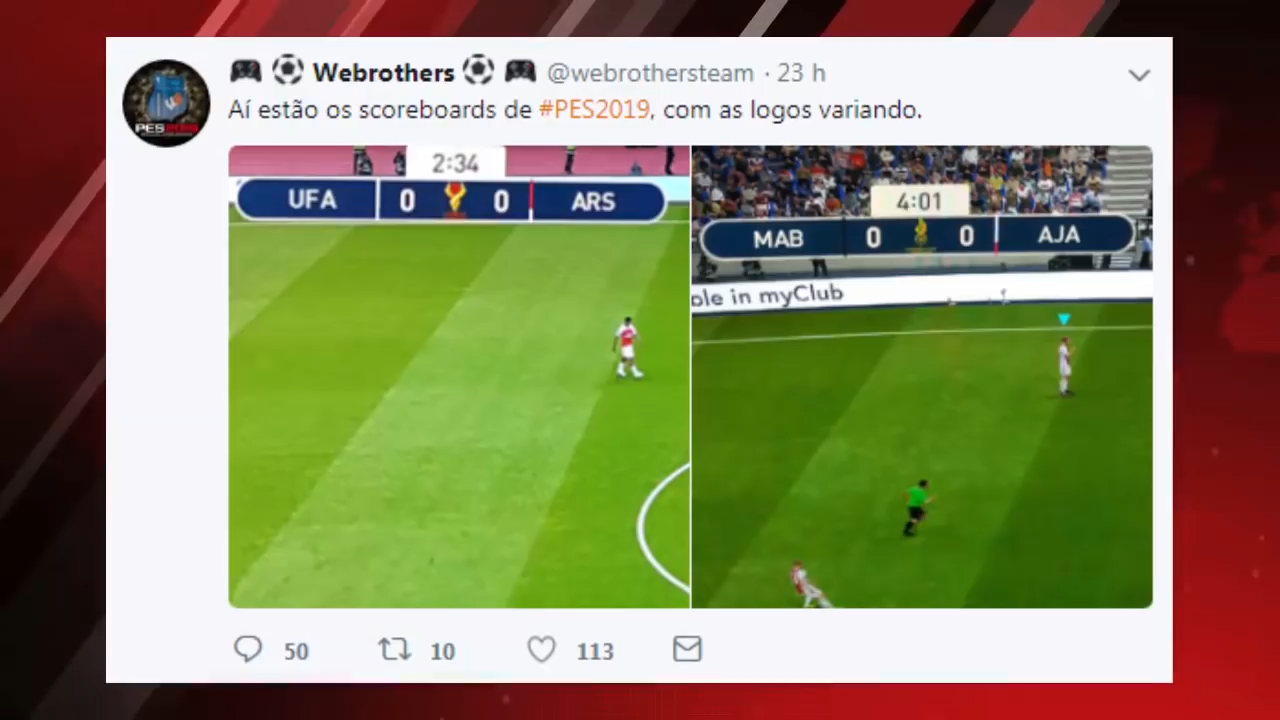 Webrothers @webrothersteam · 23 h
Aí estão os scoreboards de #PES2019, com as logos variando.
2:34
UFA 0 0 ARS
4:01
MAB 0 0 AJA
ole in myClub
50 10 113